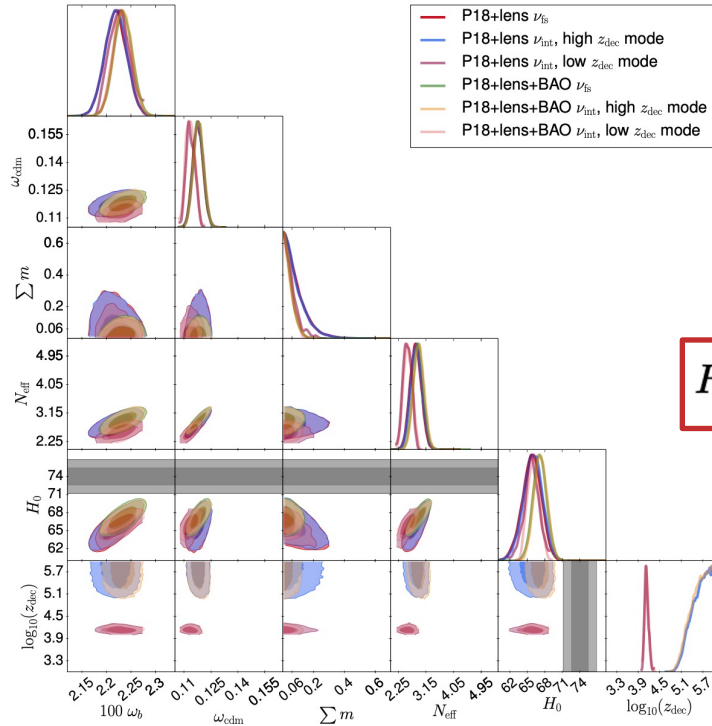 P18+lens ν_fs
P18+lens ν_int, high z_dec mode
P18+lens ν_int, low z_dec mode
P18+lens+BAO ν_fs
P18+lens+BAO ν_int, high z_dec mode
P18+lens+BAO ν_int, low z_dec mode
ω_cdm
0.155
0.14
0.125
0.11
∑ m
0.6
0.4
0.2
0.06
N_eff
4.95
4.05
3.15
2.25
H_0
74
71
68
65
62
log_10(z_dec)
5.7
5.1
4.5
3.9
3.3
2.15 2.2 2.25 2.3
0.11 0.125 0.14 0.155
0.06 0.2 0.4 0.6
2.25 3.15 4.05 4.95
62 65 68 71 74
3.3 3.9 4.5 5.1 5.7
100 ω_b
ω_cdm
∑ m
N_eff
H_0
log_10(z_dec)